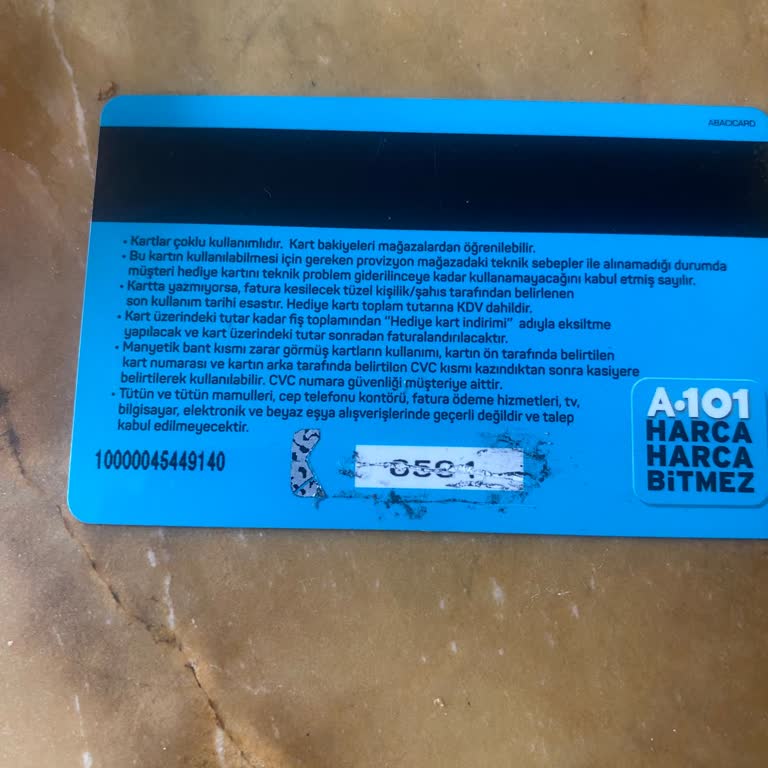 ABACICARD
• Kartlar çoklu kullanımlıdır. Kart bakiyeleri mağazalardan öğrenilebilir.
• Bu kartın kullanılabilmesi için gereken provizyon mağazadaki teknik sebepler ile alınamadığı durumda
müşteri hediye kartını teknik problem giderilinceye kadar kullanamayacağını kabul etmiş sayılır.
• Kartta yazmıyorsa, fatura kesilecek tüzel kişilik/şahıs tarafından belirlenen
son kullanım tarihi esastır. Hediye kartı toplam tutarına KDV dahildir.
• Kart üzerindeki tutar kadar fiş toplamından "Hediye kart indirimi" adıyla eksiltme
yapılacak ve kart üzerindeki tutar sonradan faturalandırılacaktır.
• Manyetik bant kısmı zarar görmüş kartların kullanımı, kartın ön tarafında belirtilen
kart numarası ve kartın arka tarafında belirtilon CVC kısmı kazındıktan sonra kasiyere
belirtilerek kullanılabilir. CVC numara güvenliği müşteriye aittir.
• Tütün ve tütün mamulleri, cep telefonu kontörü, fatura ödeme hizmetleri, tv,
bilgisayar, elektronik ve beyaz eşya alışverişlerinde geçerli değildir ve talep
kabul edilmeyecektir.
10000045449140
A·101
HARCA
HARCA
BiTMEZ